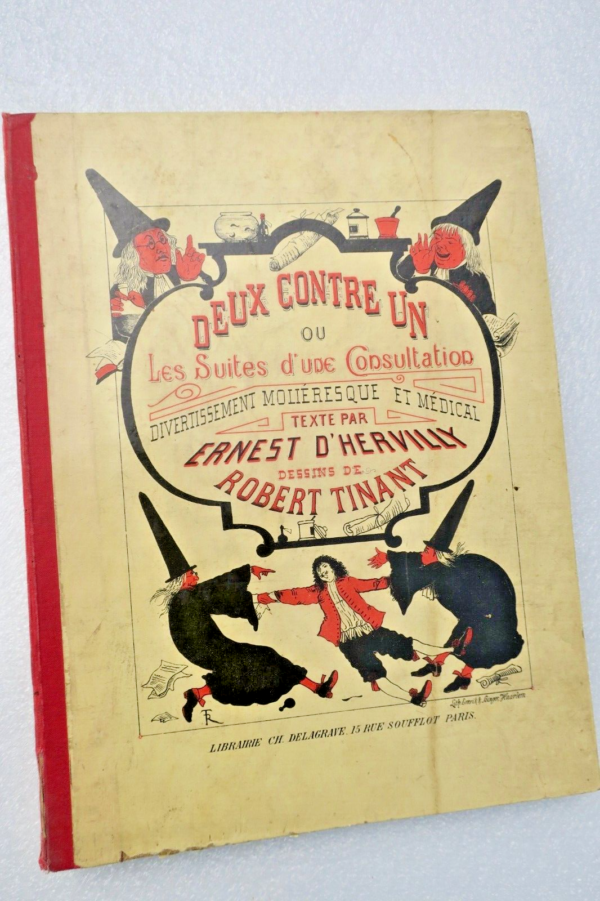 DEUX CONTRE UN
OU
Les Suites d'une Consultation
DIVERTISSEMENT MOLIÉRESQUE ET MÉDICAL
TEXTE PAR
ERNEST D'HERVILLY
DESSINS DE
ROBERT TINANT
LIBRAIRIE CH. DELAGRAVE, 15 RUE SOUFFLOT PARIS.